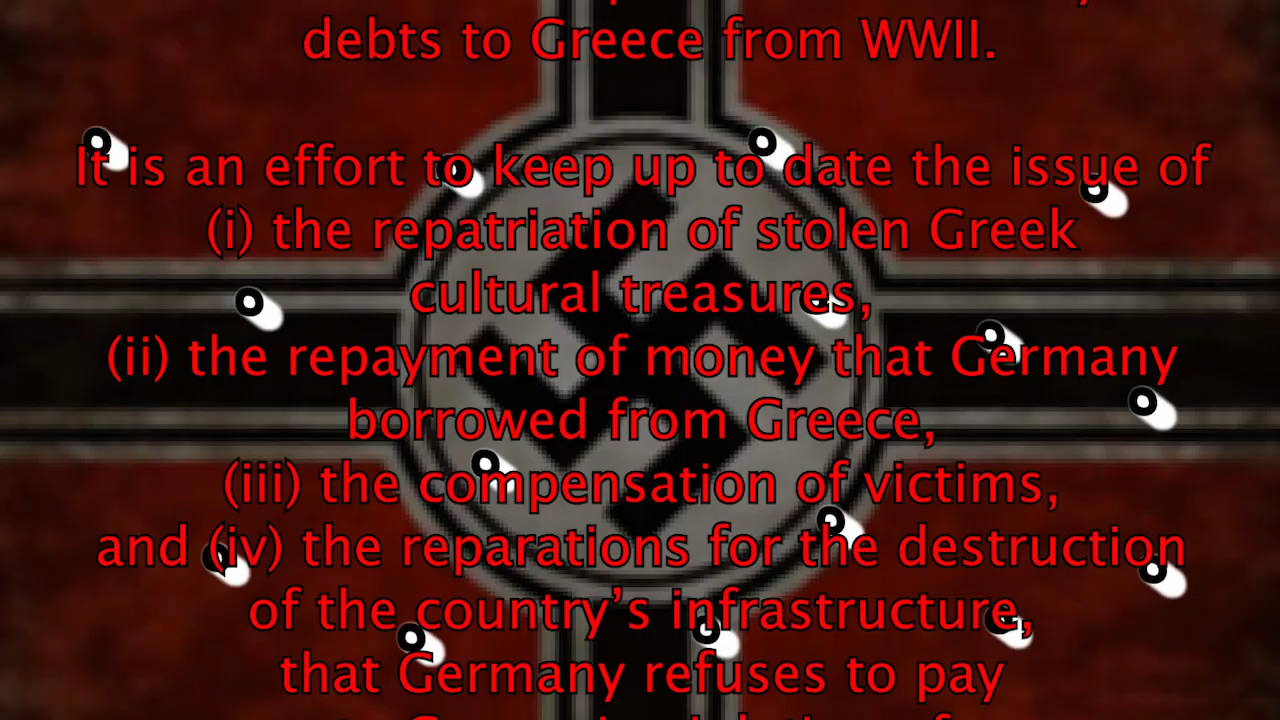 debts to Greece from WWII.
It is an effort to keep up to date the issue of
(i) the repatriation of stolen Greek
cultural treasures,
(ii) the repayment of money that Germany
borrowed from Greece,
(iii) the compensation of victims,
and (iv) the reparations for the destruction
of the country’s infrastructure,
that Germany refuses to pay